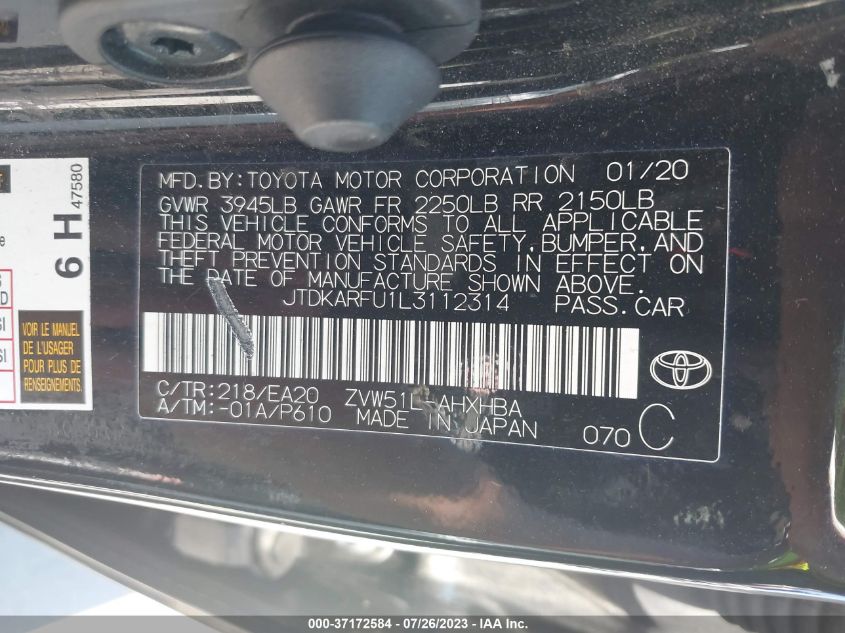 MFD.BY:TOYOTA MOTOR CORPORATION 01/20
GVWR 3945LB GAWR FR 2250LB RR 2150LB
THIS VEHICLE CONFORMS TO ALL APPLICABLE
FEDERAL MOTOR VEHICLE SAFETY,BUMPER,AND
THEFT PREVENTION STANDARDS IN EFFECT ON
THE DATE OF MANUFACTURE SHOWN ABOVE.
JTDKARFU1L3112314 PASS.CAR
C/TR:218/EA20 ZVW51L-AHXHBA
A/TM:-01A/P610 MADE IN JAPAN
070 C
6 H
47580
VOIR LE MANUEL
DE L'USAGER
POUR PLUS DE
RENSEIGNEMENTS
000-37172584 / 07/26/2023 - IAA Inc.